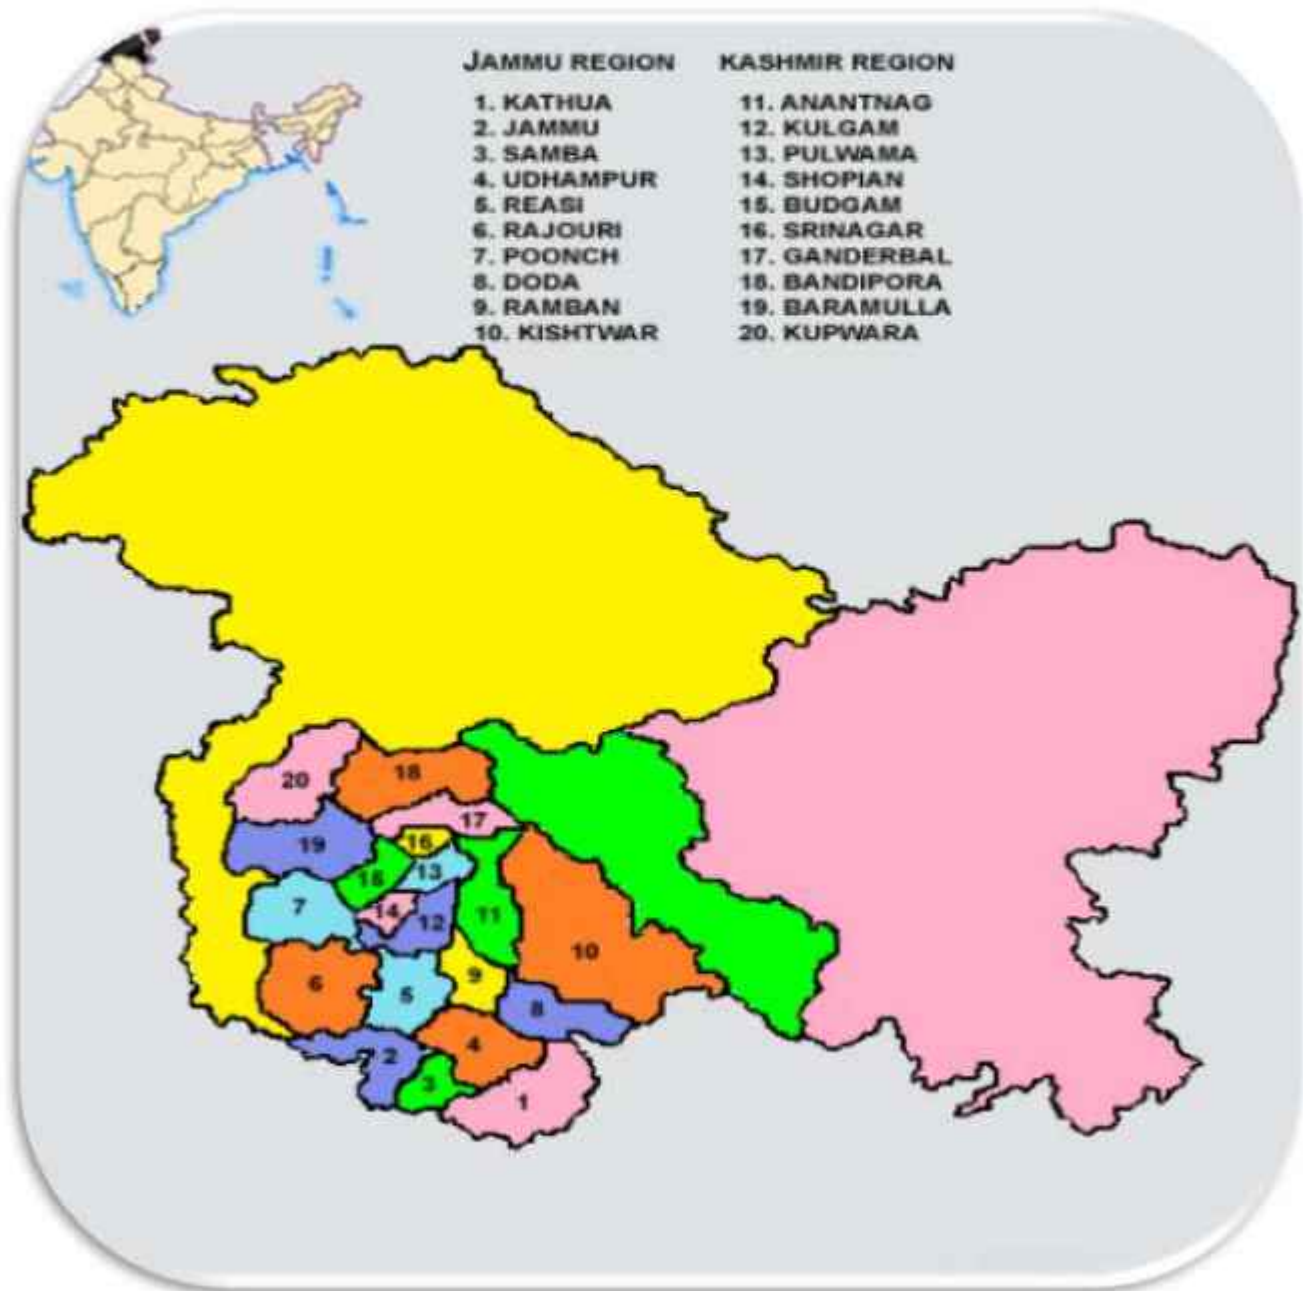 JAMMU REGION
1. KATHUA
2. JAMMU
3. SAMBA
4. UDHAMPUR
5. REASI
6. RAJOURI
7. POONCH
8. DODA
9. RAMBAN
10. KISHTWAR
KASHMIR REGION
11. ANANTNAG
12. KULGAM
13. PULWAMA
14. SHOPIAN
15. BUDGAM
16. SRINAGAR
17. GANDERBAL
18. BANDIPORA
19. BARAMULLA
20. KUPWARA
20
18
17
19
16
15
13
7
14
12
11
10
6
5
9
8
2
4
3
1